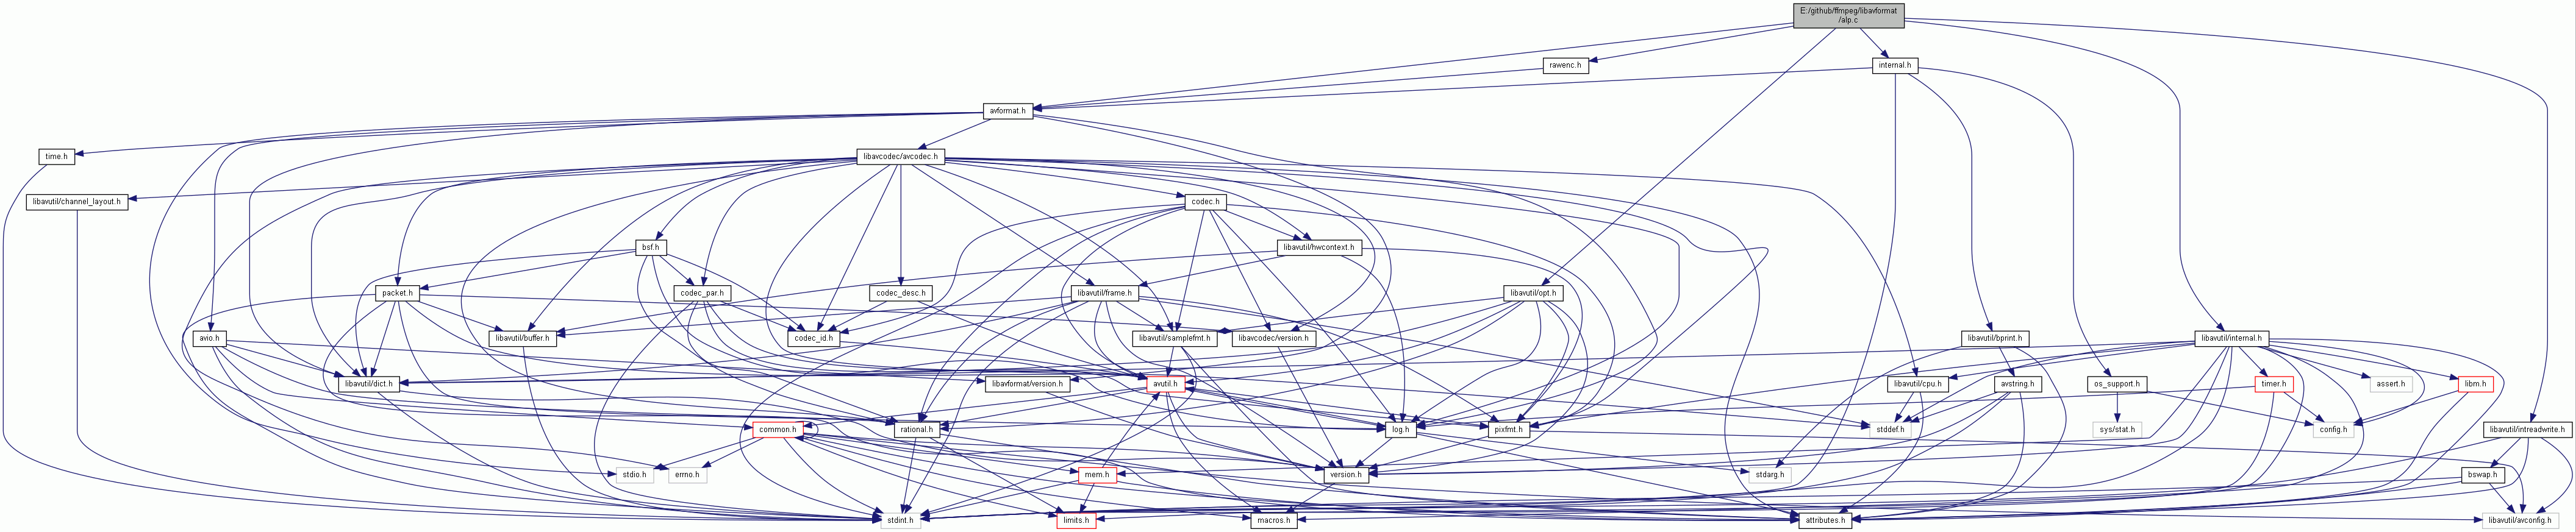 E:/github/ffmpeg/libavformat
/alp.c
rawenc.h
internal.h
avformat.h
time.h
libavcodec/avcodec.h
libavutil/channel_layout.h
codec.h
bsf.h
libavutil/hwcontext.h
packet.h
codec_par.h
codec_desc.h
libavutil/frame.h
libavutil/opt.h
avio.h
libavutil/buffer.h
codec_id.h
libavutil/samplefmt.h
libavcodec/version.h
libavutil/bprint.h
libavutil/internal.h
libavutil/dict.h
libavformat/version.h
avutil.h
libavutil/cpu.h
avstring.h
os_support.h
timer.h
assert.h
libm.h
common.h
rational.h
log.h
pixfmt.h
stddef.h
sys/stat.h
config.h
libavutil/intreadwrite.h
stdio.h
errno.h
mem.h
version.h
stdarg.h
bswap.h
stdint.h
limits.h
macros.h
attributes.h
libavutil/avconfig.h